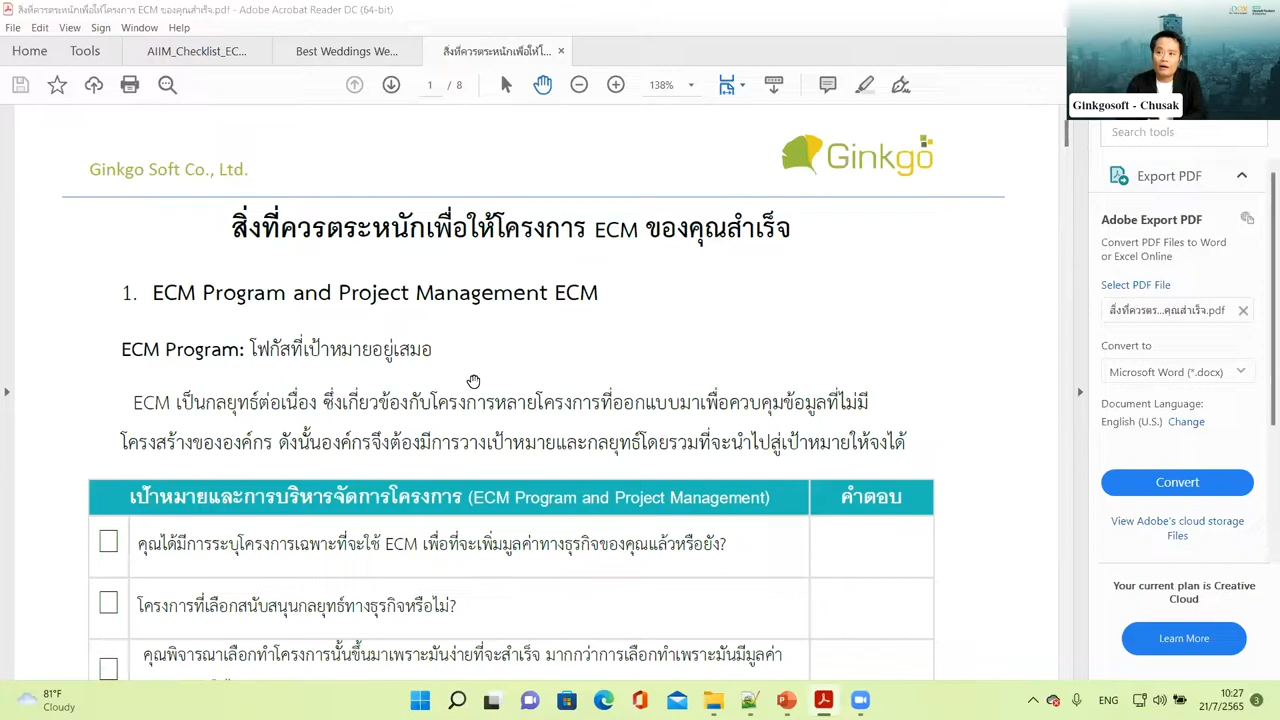 สิ่งที่ควรตระหนักเพื่อให้โครงการ ECM ของคุณสำเร็จ.pdf - Adobe Acrobat Reader DC (64-bit)
File Edit View Sign Window Help
Home Tools AIIM_Checklist_EC... Best Weddings We... สิ่งที่ควรตระหนักเพื่อให้โ... ×
1 / 8 138%
Ginkgosoft - Chusak
Search tools
Ginkgo Soft Co., Ltd.
Ginkgo
สิ่งที่ควรตระหนักเพื่อให้โครงการ ECM ของคุณสำเร็จ
1. ECM Program and Project Management ECM
ECM Program: โฟกัสที่เป้าหมายอยู่เสมอ
ECM เป็นกลยุทธ์ต่อเนื่อง ซึ่งเกี่ยวข้องกับโครงการหลายโครงการที่ออกแบบมาเพื่อควบคุมข้อมูลที่ไม่มี
โครงสร้างขององค์กร ดังนั้นองค์กรจึงต้องมีการวางเป้าหมายและกลยุทธ์โดยรวมที่จะนำไปสู่เป้าหมายให้จงได้
เป้าหมายและการบริหารจัดการโครงการ (ECM Program and Project Management) คำตอบ
คุณได้มีการระบุโครงการเฉพาะที่จะใช้ ECM เพื่อที่จะเพิ่มมูลค่าทางธุรกิจของคุณแล้วหรือยัง?
โครงการที่เลือกสนับสนุนกลยุทธ์ทางธุรกิจหรือไม่?
คุณพิจารณาเลือกทำโครงการนั้นขึ้นมาเพราะมันง่ายที่จะสำเร็จ มากกว่าการเลือกทำเพราะมันมีมูลค่า
Export PDF
Adobe Export PDF
Convert PDF Files to Word
or Excel Online
Select PDF File
สิ่งที่ควรตร...คุณสำเร็จ.pdf
Convert to
Microsoft Word (*.docx)
Document Language:
English (U.S.) Change
Convert
View Adobe's cloud storage
Files
Your current plan is Creative
Cloud
Learn More
81°F
Cloudy
ENG
10:27
21/7/2565
3